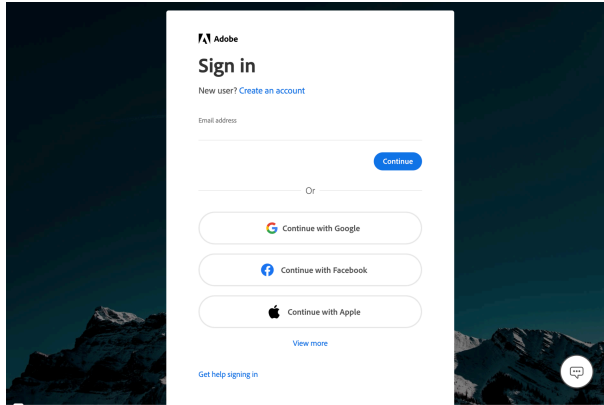 Adobe
Sign in
New user? Create an account
Email address
Continue
Or
Continue with Google
Continue with Facebook
Continue with Apple
View more
Get help signing in